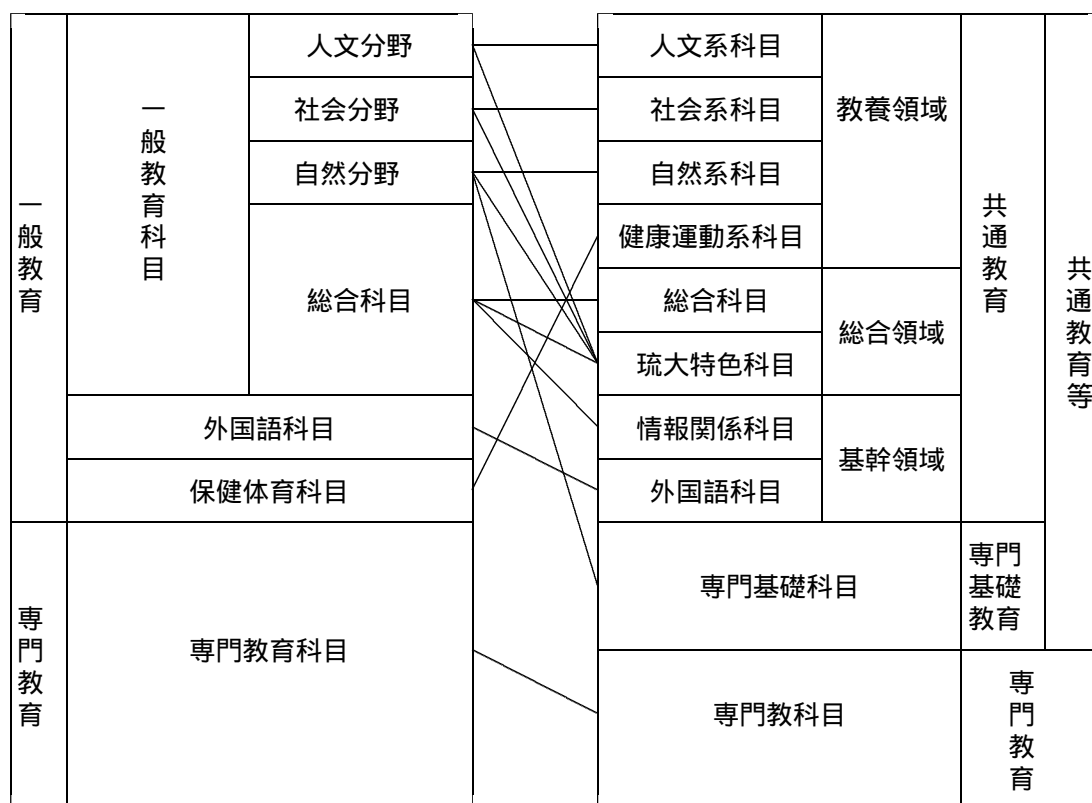 一般教育
一般教育科目
人文分野
社会分野
自然分野
総合科目
外国語科目
保健体育科目
専門教育
専門教育科目
人文系科目
社会系科目
自然系科目
健康運動系科目
教養領域
総合科目
琉大特色科目
総合領域
情報関係科目
外国語科目
基幹領域
共通教育
共通教育等
専門基礎科目
専門
基礎
教育
専門教科目
専門教育